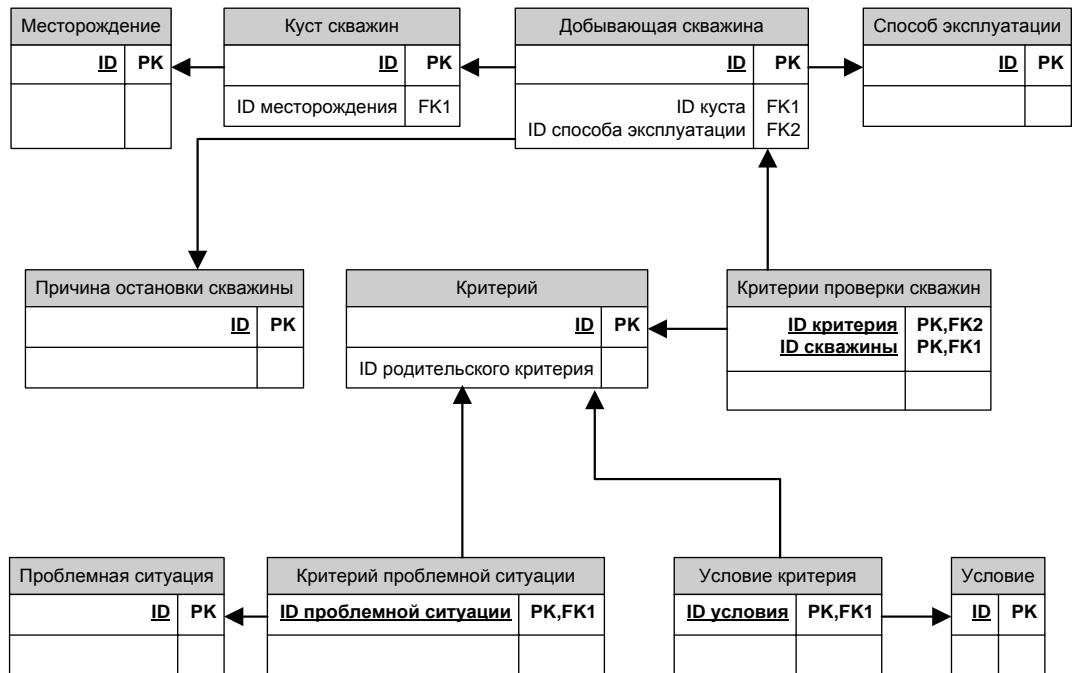 Месторождение
ID PK
Куст скважин
ID PK
ID месторождения FK1
Добывающая скважина
ID PK
ID куста FK1
ID способа эксплуатации FK2
Способ эксплуатации
ID PK
Причина остановки скважины
ID PK
Критерий
ID PK
ID родительского критерия
Критерии проверки скважин
ID критерия PK,FK2
ID скважины PK,FK1
Проблемная ситуация
ID PK
Критерий проблемной ситуации
ID проблемной ситуации PK,FK1
Условие критерия
ID условия PK,FK1
Условие
ID PK